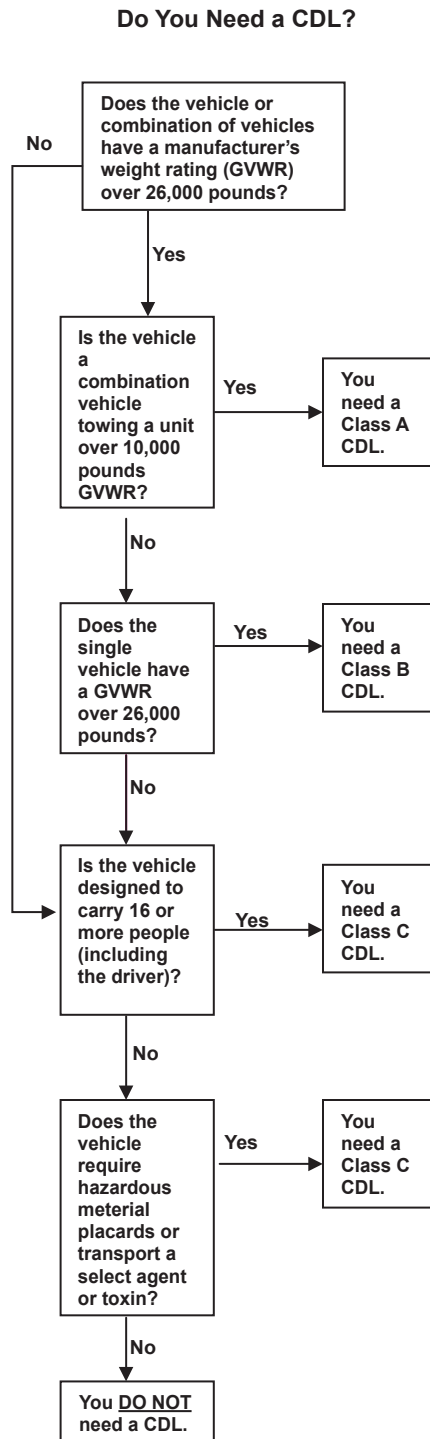 Do You Need a CDL?
Does the vehicle or
combination of vehicles
have a manufacturer's
weight rating (GVWR)
over 26,000 pounds?
No
Yes
Is the vehicle
a
combination
vehicle
towing a unit
over 10,000
pounds
GVWR?
Yes
You
need a
Class A
CDL.
No
Does the
single
vehicle have
a GVWR
over 26,000
pounds?
Yes
You
need a
Class B
CDL.
No
Is the vehicle
designed to
carry 16 or
more people
(including
the driver)?
Yes
You
need a
Class C
CDL.
No
Does the
vehicle
require
hazardous
meterial
placards or
transport a
select agent
or toxin?
Yes
You
need a
Class C
CDL.
No
You DO NOT
need a CDL.